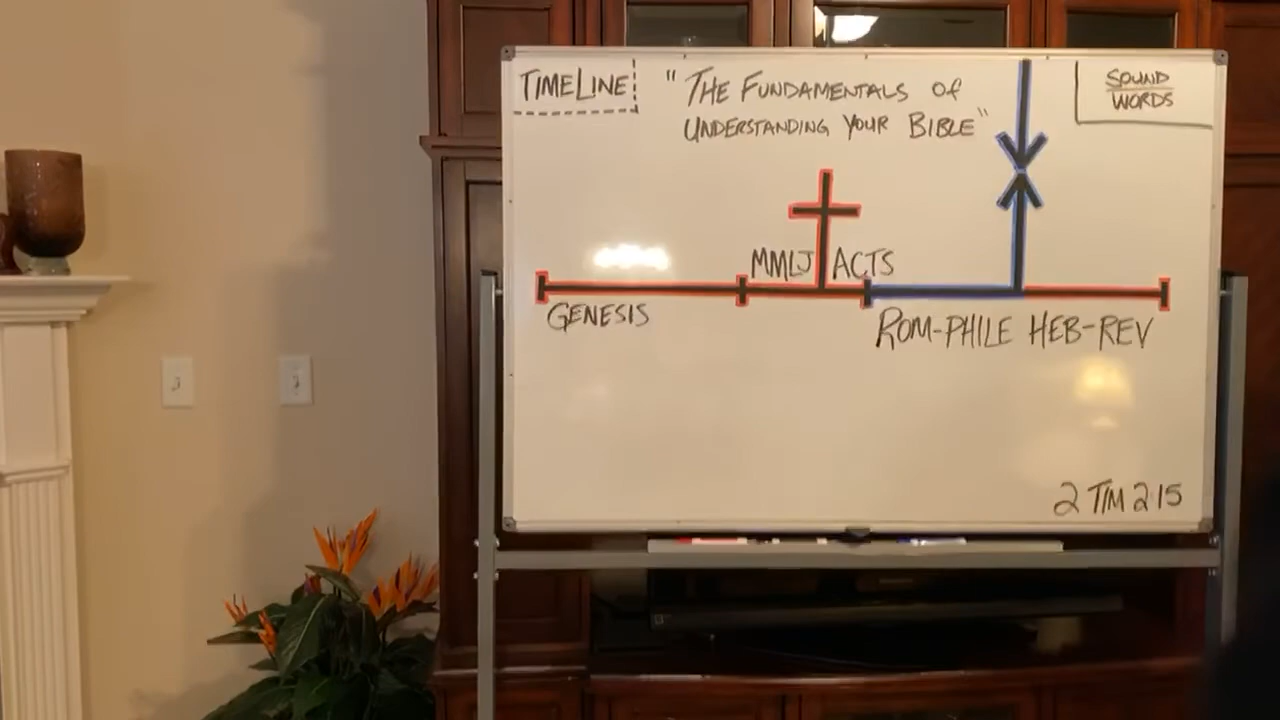 TIMELINE
"THE FUNDAMENTALS Of
UNDERSTANDING YOUR BIBLE"
SOUND
WORDS
MMLJ ACTS
GENESIS
ROM-PHILE HEB-REV
2 TIM 2 15